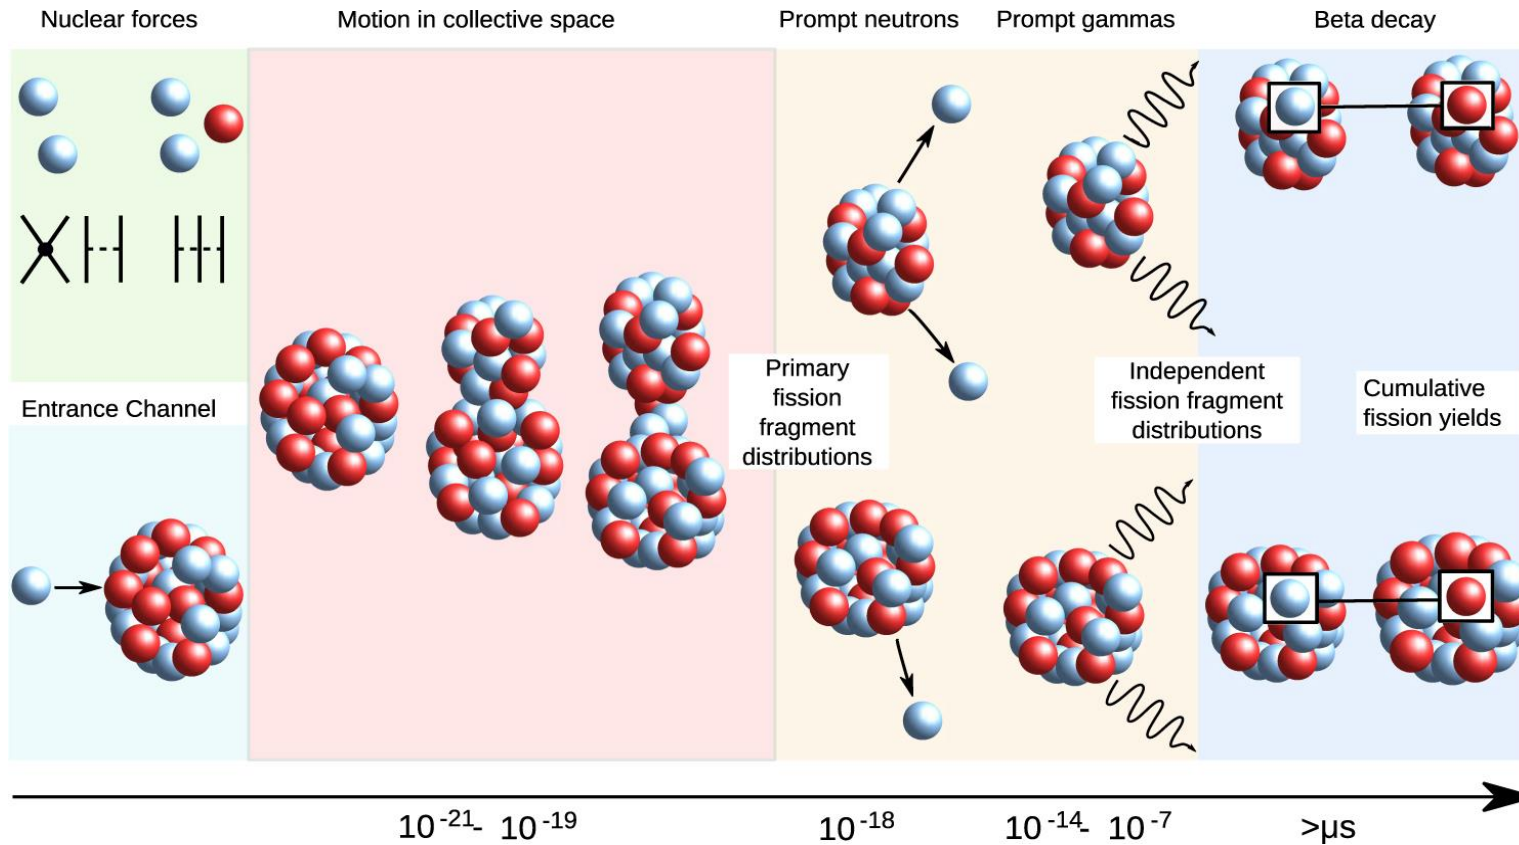 Nuclear forces
Motion in collective space
Prompt neutrons
Prompt gammas
Beta decay
Entrance Channel
Primary
fission
fragment
distributions
Independent
fission fragment
distributions
Cumulative
fission yields
10⁻²¹- 10⁻¹⁹
10⁻¹⁸
10⁻¹⁴- 10⁻⁷
>μs